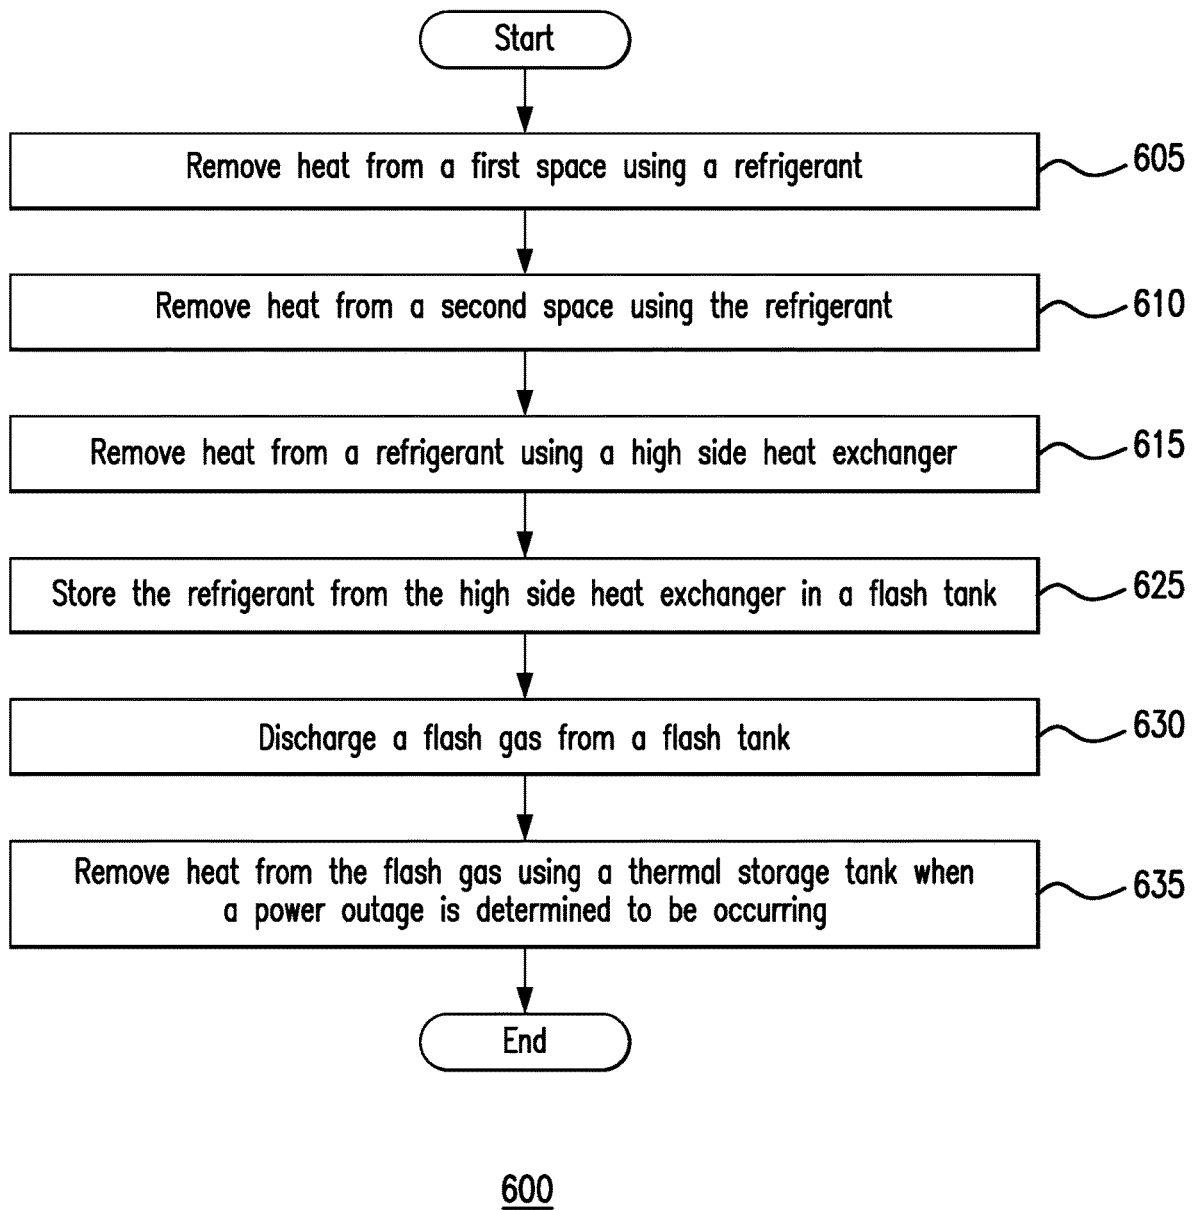 Start
Remove heat from a first space using a refrigerant
605
Remove heat from a second space using the refrigerant
610
Remove heat from a refrigerant using a high side heat exchanger
615
Store the refrigerant from the high side heat exchanger in a flash tank
625
Discharge a flash gas from a flash tank
630
Remove heat from the flash gas using a thermal storage tank when
a power outage is determined to be occurring
635
End
600